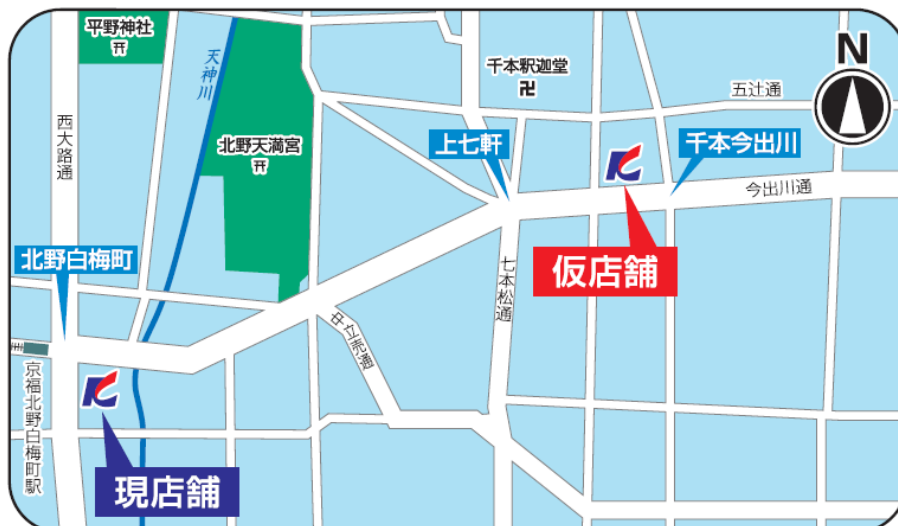 平野神社
天神川
千本釈迦堂
N
五辻通
西大路通
北野天満宮
上七軒
千本今出川
今出川通
北野白梅町
仮店舗
七本松通
中立売通
京福北野白梅町駅
現店舗